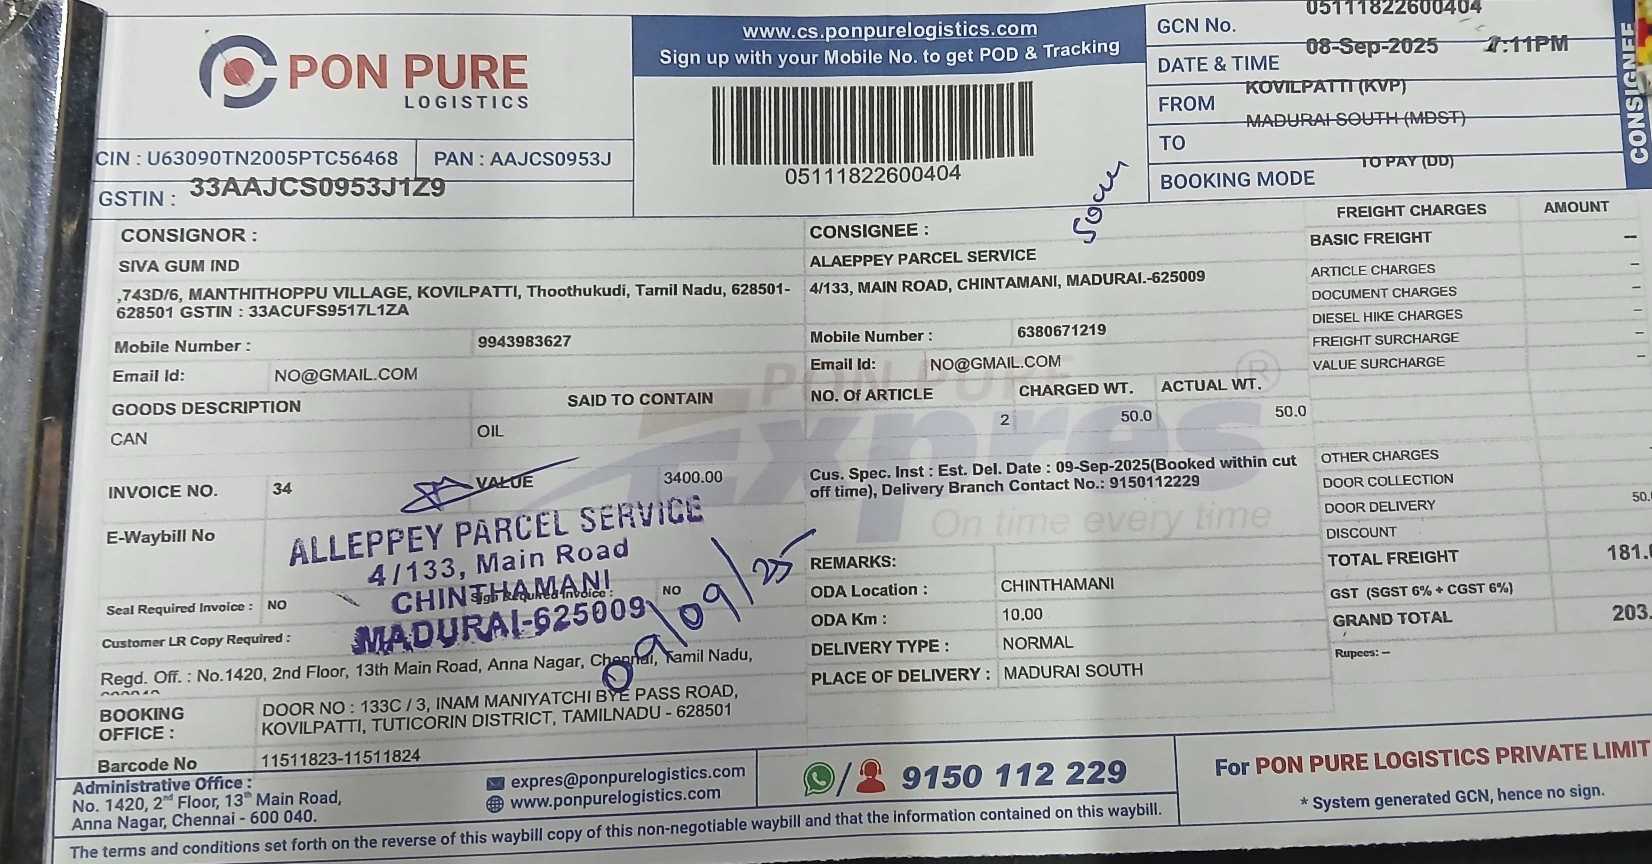 PON PURE
LOGISTICS
CIN : U63090TN2005PTC56468
PAN : AAJCS0953J
GSTIN : 33AAJCS0953J1Z9
www.cs.ponpurelogistics.com
Sign up with your Mobile No. to get POD & Tracking
05111822600404
GCN No. 05111822600404
DATE & TIME 08-Sep-2025 :11PM
FROM KOVILPATTI (KVP)
TO MADURAI SOUTH (MDST)
BOOKING MODE TO PAY (DD)
CONSIGNEE
CONSIGNOR :
SIVA GUM IND
,743D/6, MANTHITHOPPU VILLAGE, KOVILPATTI, Thoothukudi, Tamil Nadu, 628501-
628501 GSTIN : 33ACUFS9517L1ZA
Mobile Number : 9943983627
Email Id: NO@GMAIL.COM
GOODS DESCRIPTION SAID TO CONTAIN
CAN OIL
INVOICE NO. 34 VALUE 3400.00
E-Waybill No
ALLEPPEY PARCEL SERVICE
4/133, Main Road
CHINTHAMANI
MADURAI-625009
09/09/25
Seal Required Invoice : NO Sign Required Invoice : NO
Customer LR Copy Required :
Regd. Off. : No.1420, 2nd Floor, 13th Main Road, Anna Nagar, Chennai, Tamil Nadu,
BOOKING OFFICE : DOOR NO : 133C / 3, INAM MANIYATCHI BYE PASS ROAD,
KOVILPATTI, TUTICORIN DISTRICT, TAMILNADU - 628501
Barcode No 11511823-11511824
CONSIGNEE :
ALAEPPEY PARCEL SERVICE
4/133, MAIN ROAD, CHINTAMANI, MADURAI.-625009
Mobile Number : 6380671219
Email Id: NO@GMAIL.COM
NO. Of ARTICLE CHARGED WT. ACTUAL WT.
2 50.0 50.0
PON PURE
Expres
On time every time
Cus. Spec. Inst : Est. Del. Date : 09-Sep-2025(Booked within cut
off time), Delivery Branch Contact No.: 9150112229
REMARKS:
ODA Location : CHINTHAMANI
ODA Km : 10.00
DELIVERY TYPE : NORMAL
PLACE OF DELIVERY : MADURAI SOUTH
FREIGHT CHARGES AMOUNT
BASIC FREIGHT –
ARTICLE CHARGES –
DOCUMENT CHARGES –
DIESEL HIKE CHARGES –
FREIGHT SURCHARGE –
VALUE SURCHARGE –
OTHER CHARGES
DOOR COLLECTION
DOOR DELIVERY 50.
DISCOUNT
TOTAL FREIGHT 181.
GST (SGST 6% + CGST 6%)
GRAND TOTAL 203.
Rupees: –
Administrative Office :
No. 1420, 2nd Floor, 13th Main Road,
Anna Nagar, Chennai - 600 040.
expres@ponpurelogistics.com
www.ponpurelogistics.com
9150 112 229
For PON PURE LOGISTICS PRIVATE LIMIT
* System generated GCN, hence no sign.
The terms and conditions set forth on the reverse of this waybill copy of this non-negotiable waybill and that the information contained on this waybill.